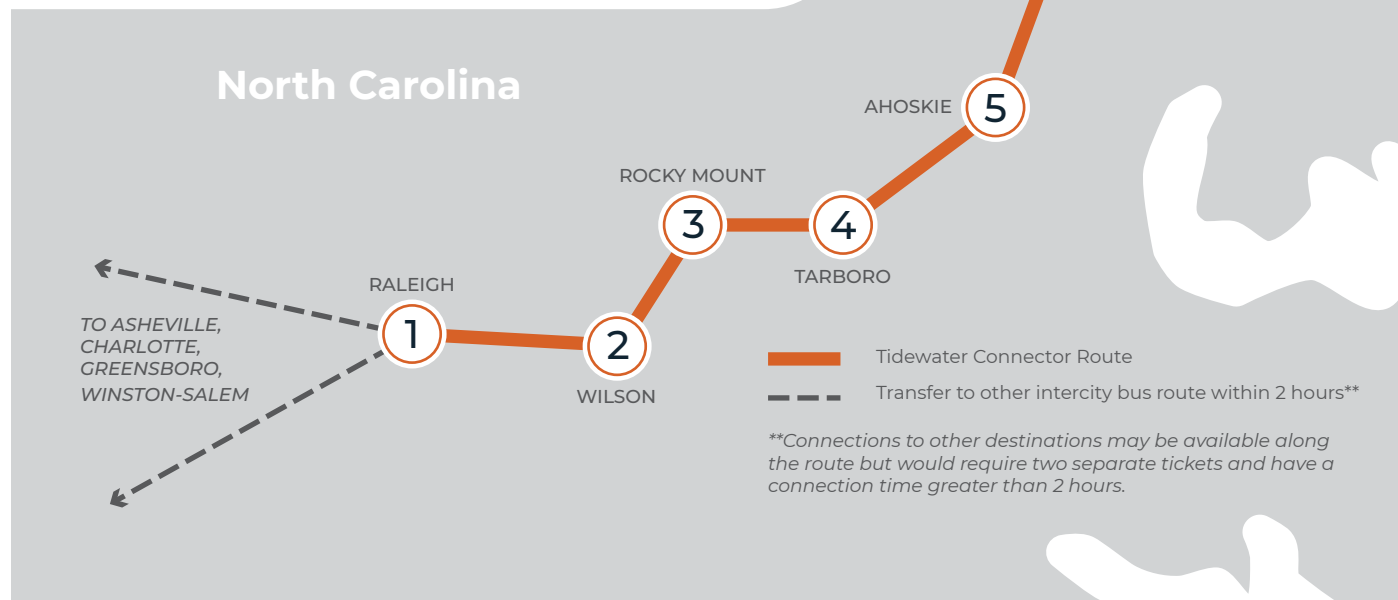 North Carolina
AHOSKIE
5
ROCKY MOUNT
3
4
TARBORO
RALEIGH
1
2
WILSON
TO ASHEVILLE,
CHARLOTTE,
GREENSBORO,
WINSTON-SALEM
Tidewater Connector Route
Transfer to other intercity bus route within 2 hours**
**Connections to other destinations may be available along
the route but would require two separate tickets and have a
connection time greater than 2 hours.